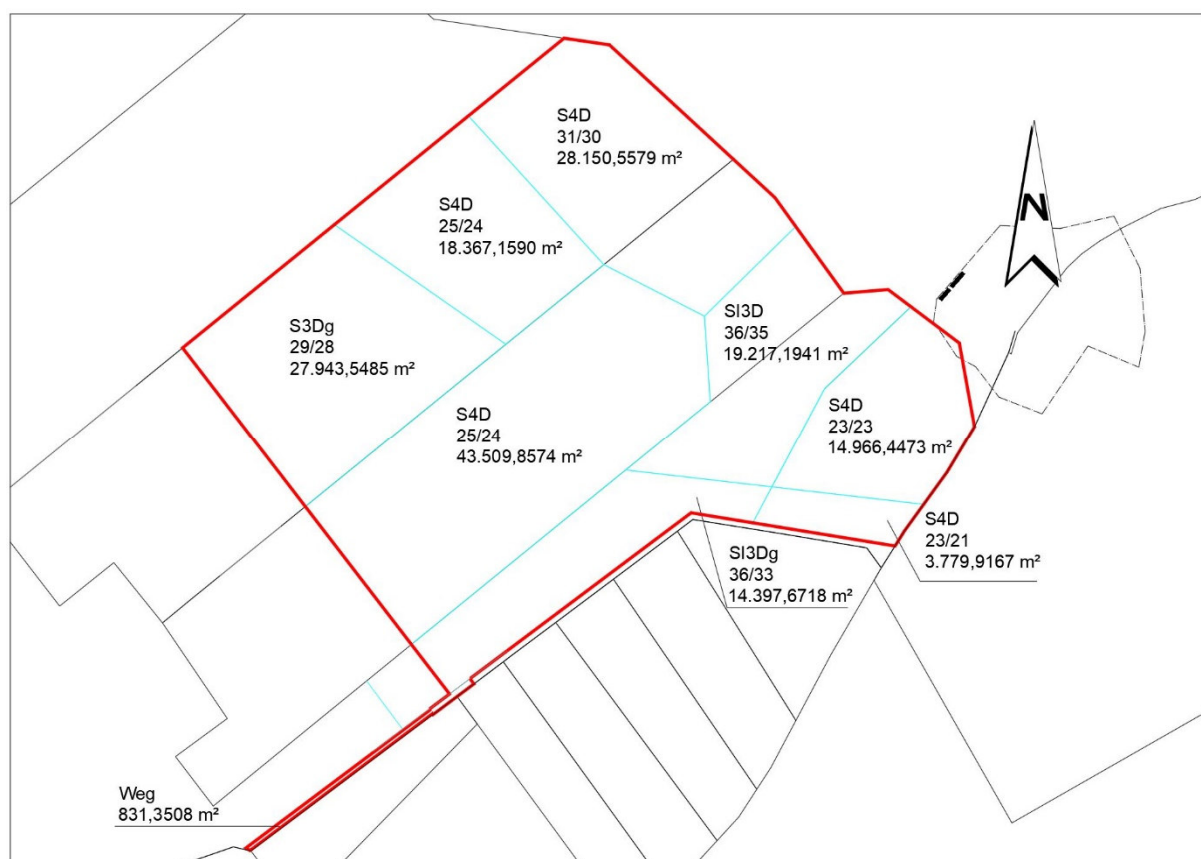 S4D
31/30
28.150,5579 m²
S4D
25/24
18.367,1590 m²
N
SI3D
36/35
19.217,1941 m²
S3Dg
29/28
27.943,5485 m²
S4D
25/24
43.509,8574 m²
S4D
23/23
14.966,4473 m²
S4D
23/21
3.779,9167 m²
SI3Dg
36/33
14.397,6718 m²
Weg
831,3508 m²